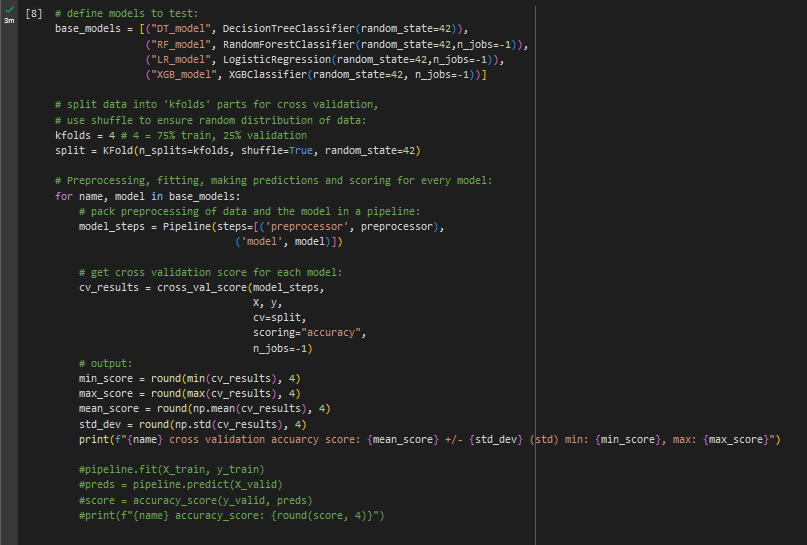 [8] # define models to test:
3m
base_models = [("DT_model", DecisionTreeClassifier(random_state=42)),
("RF_model", RandomForestClassifier(random_state=42,n_jobs=-1)),
("LR_model", LogisticRegression(random_state=42,n_jobs=-1)),
("XGB_model", XGBClassifier(random_state=42, n_jobs=-1))]
# split data into 'kfolds' parts for cross validation,
# use shuffle to ensure random distribution of data:
kfolds = 4 # 4 = 75% train, 25% validation
split = KFold(n_splits=kfolds, shuffle=True, random_state=42)
# Preprocessing, fitting, making predictions and scoring for every model:
for name, model in base_models:
# pack preprocessing of data and the model in a pipeline:
model_steps = Pipeline(steps=[('preprocessor', preprocessor),
('model', model)])
# get cross validation score for each model:
cv_results = cross_val_score(model_steps,
X, y,
cv=split,
scoring="accuracy",
n_jobs=-1)
# output:
min_score = round(min(cv_results), 4)
max_score = round(max(cv_results), 4)
mean_score = round(np.mean(cv_results), 4)
std_dev = round(np.std(cv_results), 4)
print(f"{name} cross validation accuarcy score: {mean_score} +/- {std_dev} (std) min: {min_score}, max: {max_score}")
#pipeline.fit(X_train, y_train)
#preds = pipeline.predict(X_valid)
#score = accuracy_score(y_valid, preds)
#print(f"{name} accuracy_score: {round(score, 4)}")